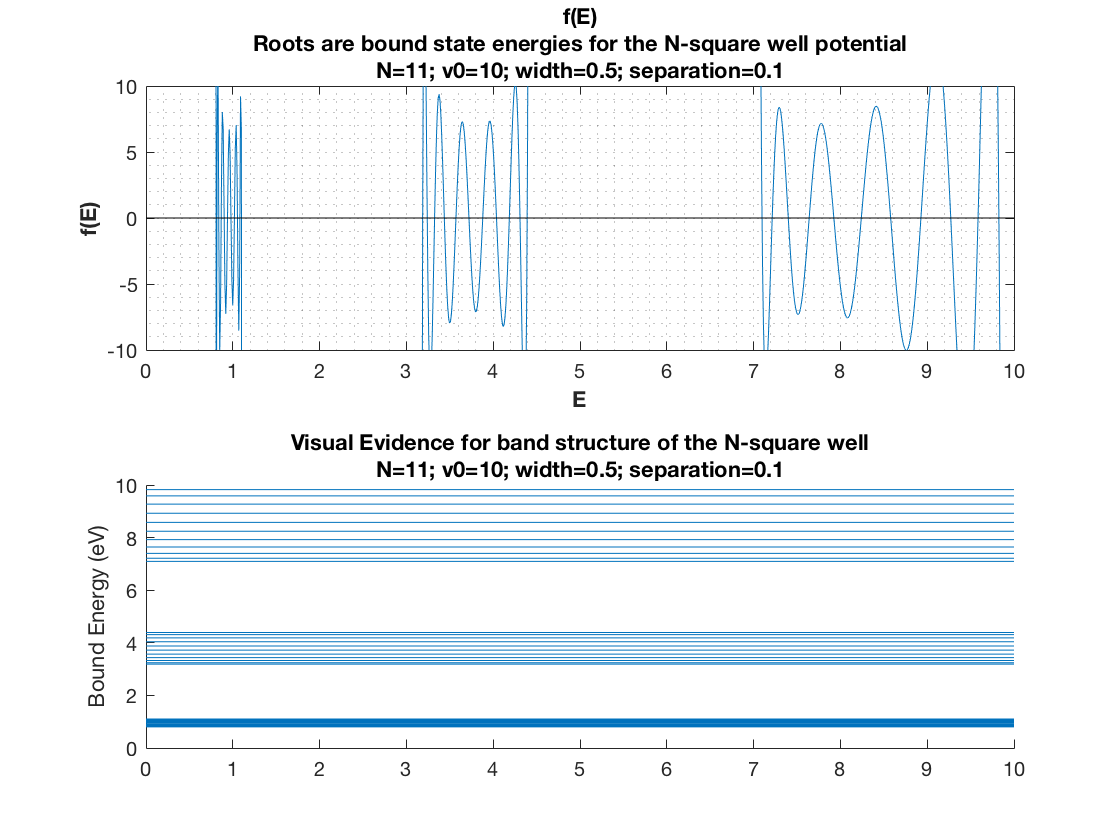 f(E)
Roots are bound state energies for the N-square well potential
N=11; v0=10; width=0.5; separation=0.1
10
5
0
-5
-10
f(E)
0 1 2 3 4 5 6 7 8 9 10
E
Visual Evidence for band structure of the N-square well
N=11; v0=10; width=0.5; separation=0.1
10
8
6
4
2
0
Bound Energy (eV)
0 1 2 3 4 5 6 7 8 9 10